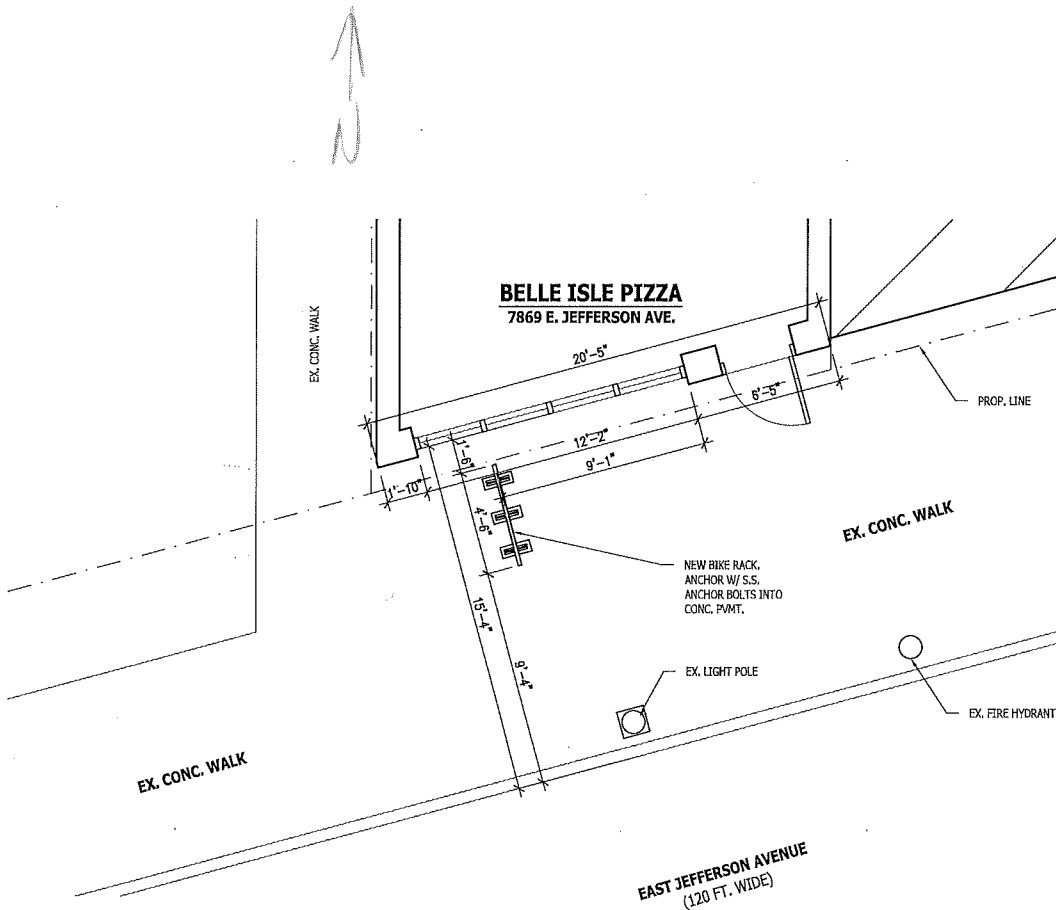 EX. CONC. WALK
BELLE ISLE PIZZA
7869 E. JEFFERSON AVE.
20'-5"
6'-5"
PROP. LINE
12'-2"
9'-1"
1'-6"
1'-10"
4'-6"
EX. CONC. WALK
NEW BIKE RACK.
ANCHOR W/ S.S.
ANCHOR BOLTS INTO
CONC. PVMT.
15'-4"
9'-4"
EX. LIGHT POLE
EX. FIRE HYDRANT
EX. CONC. WALK
EAST JEFFERSON AVENUE
(120 FT. WIDE)